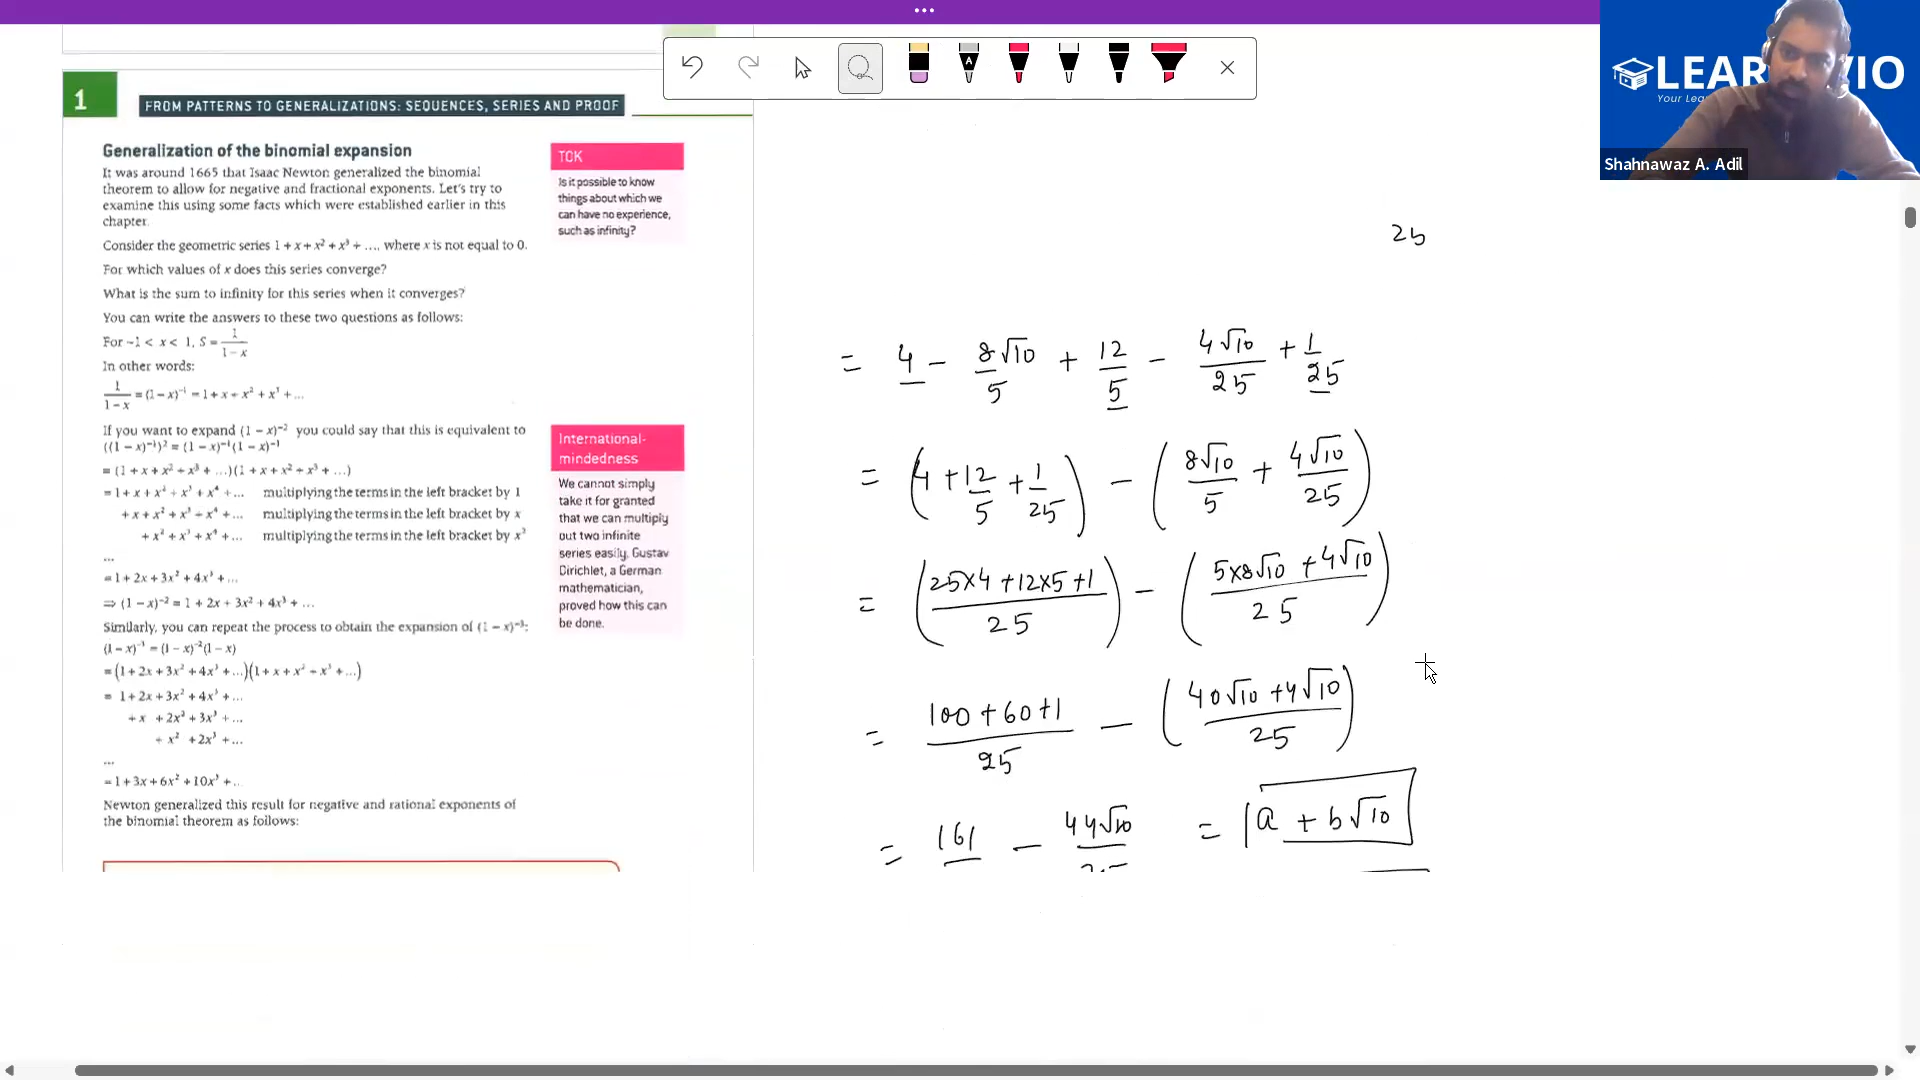 ...
LEAR IO
Your Lea
Shahnawaz A. Adil
1
FROM PATTERNS TO GENERALIZATIONS: SEQUENCES, SERIES AND PROOF
Generalization of the binomial expansion
It was around 1665 that Isaac Newton generalized the binomial
theorem to allow for negative and fractional exponents. Let's try to
examine this using some facts which were established earlier in this
chapter.
Consider the geometric series 1 + x + x² + x³ + …, where x is not equal to 0.
For which values of x does this series converge?
What is the sum to infinity for this series when it converges?
You can write the answers to these two questions as follows:
For −1 < x < 1, S = 1/(1 − x)
In other words:
1/(1 − x) = (1 − x)⁻¹ = 1 + x + x² + x³ + …
If you want to expand (1 − x)⁻² you could say that this is equivalent to
((1 − x)⁻¹)² = (1 − x)⁻¹(1 − x)⁻¹
= (1 + x + x² + x³ + …)(1 + x + x² + x³ + …)
= 1 + x + x² + x³ + x⁴ + … multiplying the terms in the left bracket by 1
+ x + x² + x³ + x⁴ + … multiplying the terms in the left bracket by x
+ x² + x³ + x⁴ + … multiplying the terms in the left bracket by x²
…
= 1 + 2x + 3x² + 4x³ + …
⇒ (1 − x)⁻² = 1 + 2x + 3x² + 4x³ + …
Similarly, you can repeat the process to obtain the expansion of (1 − x)⁻³:
(1 − x)⁻³ = (1 − x)⁻²(1 − x)
= (1 + 2x + 3x² + 4x³ + …)(1 + x + x² + x³ + …)
= 1 + 2x + 3x² + 4x³ + …
+ x + 2x² + 3x³ + …
+ x² + 2x³ + …
…
= 1 + 3x + 6x² + 10x³ + …
Newton generalized this result for negative and rational exponents of
the binomial theorem as follows:
TOK
Is it possible to know
things about which we
can have no experience,
such as infinity?
International-
mindedness
We cannot simply
take it for granted
that we can multiply
out two infinite
series easily. Gustav
Dirichlet, a German
mathematician,
proved how this can
be done.
25
= 4 − 8√10/5 + 12/5 − 4√10/25 + 1/25
= (4 + 12/5 + 1/25) − (8√10/5 + 4√10/25)
= ((25×4 + 12×5 + 1)/25) − ((5×8√10 + 4√10)/25)
= (100 + 60 + 1)/25 − ((40√10 + 4√10)/25)
= 161 − 44√10 = a + b√10